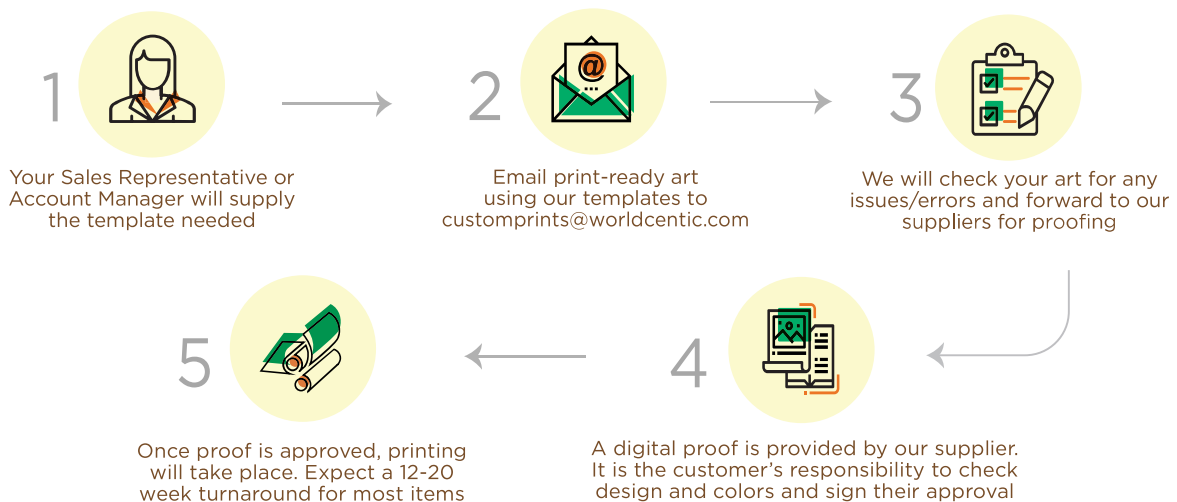 1
Your Sales Representative or
Account Manager will supply
the template needed
2
@
Email print-ready art
using our templates to
customprints@worldcentic.com
3
We will check your art for any
issues/errors and forward to our
suppliers for proofing
4
A digital proof is provided by our supplier.
It is the customer's responsibility to check
design and colors and sign their approval
5
Once proof is approved, printing
will take place. Expect a 12-20
week turnaround for most items